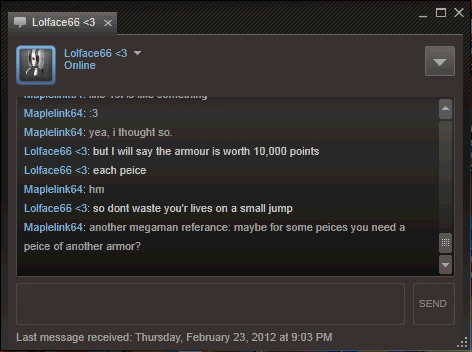 Lolface66 <3
Lolface66 <3
Online
Maplelink64: :3
Maplelink64: yea, i thought so.
Lolface66 <3: but I will say the armour is worth 10,000 points
Lolface66 <3: each peice
Maplelink64: hm
Lolface66 <3: so dont waste you'r lives on a small jump
Maplelink64: another megaman referance: maybe for some peices you need a
peice of another armor?
SEND
Last message received: Thursday, February 23, 2012 at 9:03 PM